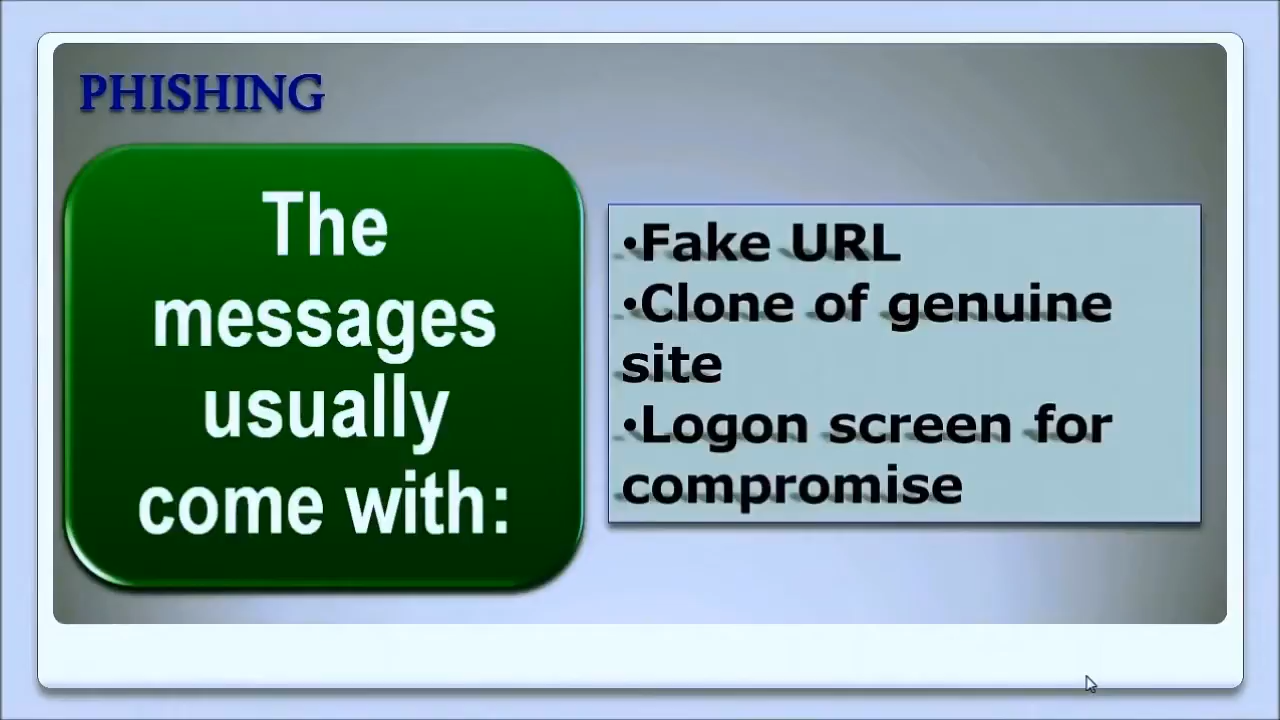 PHISHING
The
messages
usually
come with:
•Fake URL
•Clone of genuine
site
•Logon screen for
compromise